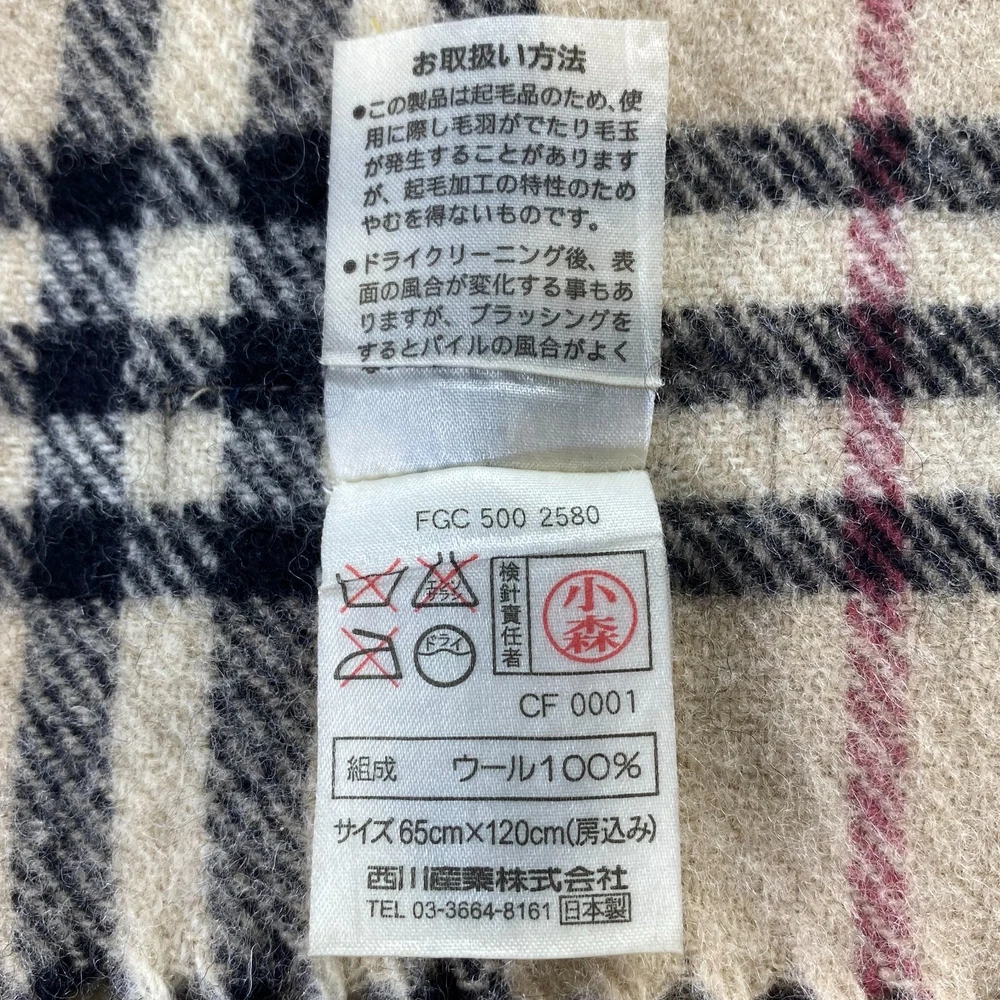 お取扱い方法
●この製品は起毛品のため、使
用に際し毛羽がでたり毛玉
が発生することがあります
が、起毛加工の特性のため
やむを得ないものです。
●ドライクリーニング後、表
面の風合が変化する事もあ
りますが、ブラッシングを
するとパイルの風合がよく
FGC 500 2580
エンソ
サラシ
ドライ
検針責任者
小森
CF 0001
組成 ウール100%
サイズ 65cm×120cm(房込み)
西川産業株式会社
TEL 03-3664-8161 日本製